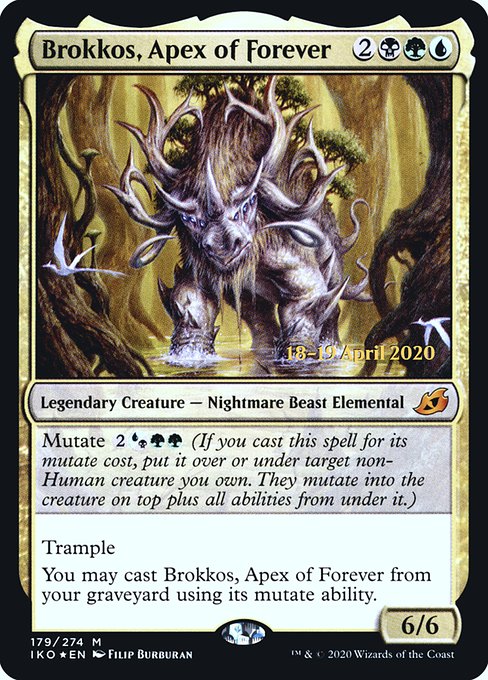 Brokkos, Apex of Forever 2
18–19 April 2020
Legendary Creature — Nightmare Beast Elemental
Mutate 2 (If you cast this spell for its
mutate cost, put it over or under target non-
Human creature you own. They mutate into the
creature on top plus all abilities from under it.)
Trample
You may cast Brokkos, Apex of Forever from
your graveyard using its mutate ability.
6/6
179/274 M
IKO ★ EN Filip Burburan
™ & © 2020 Wizards of the Coast